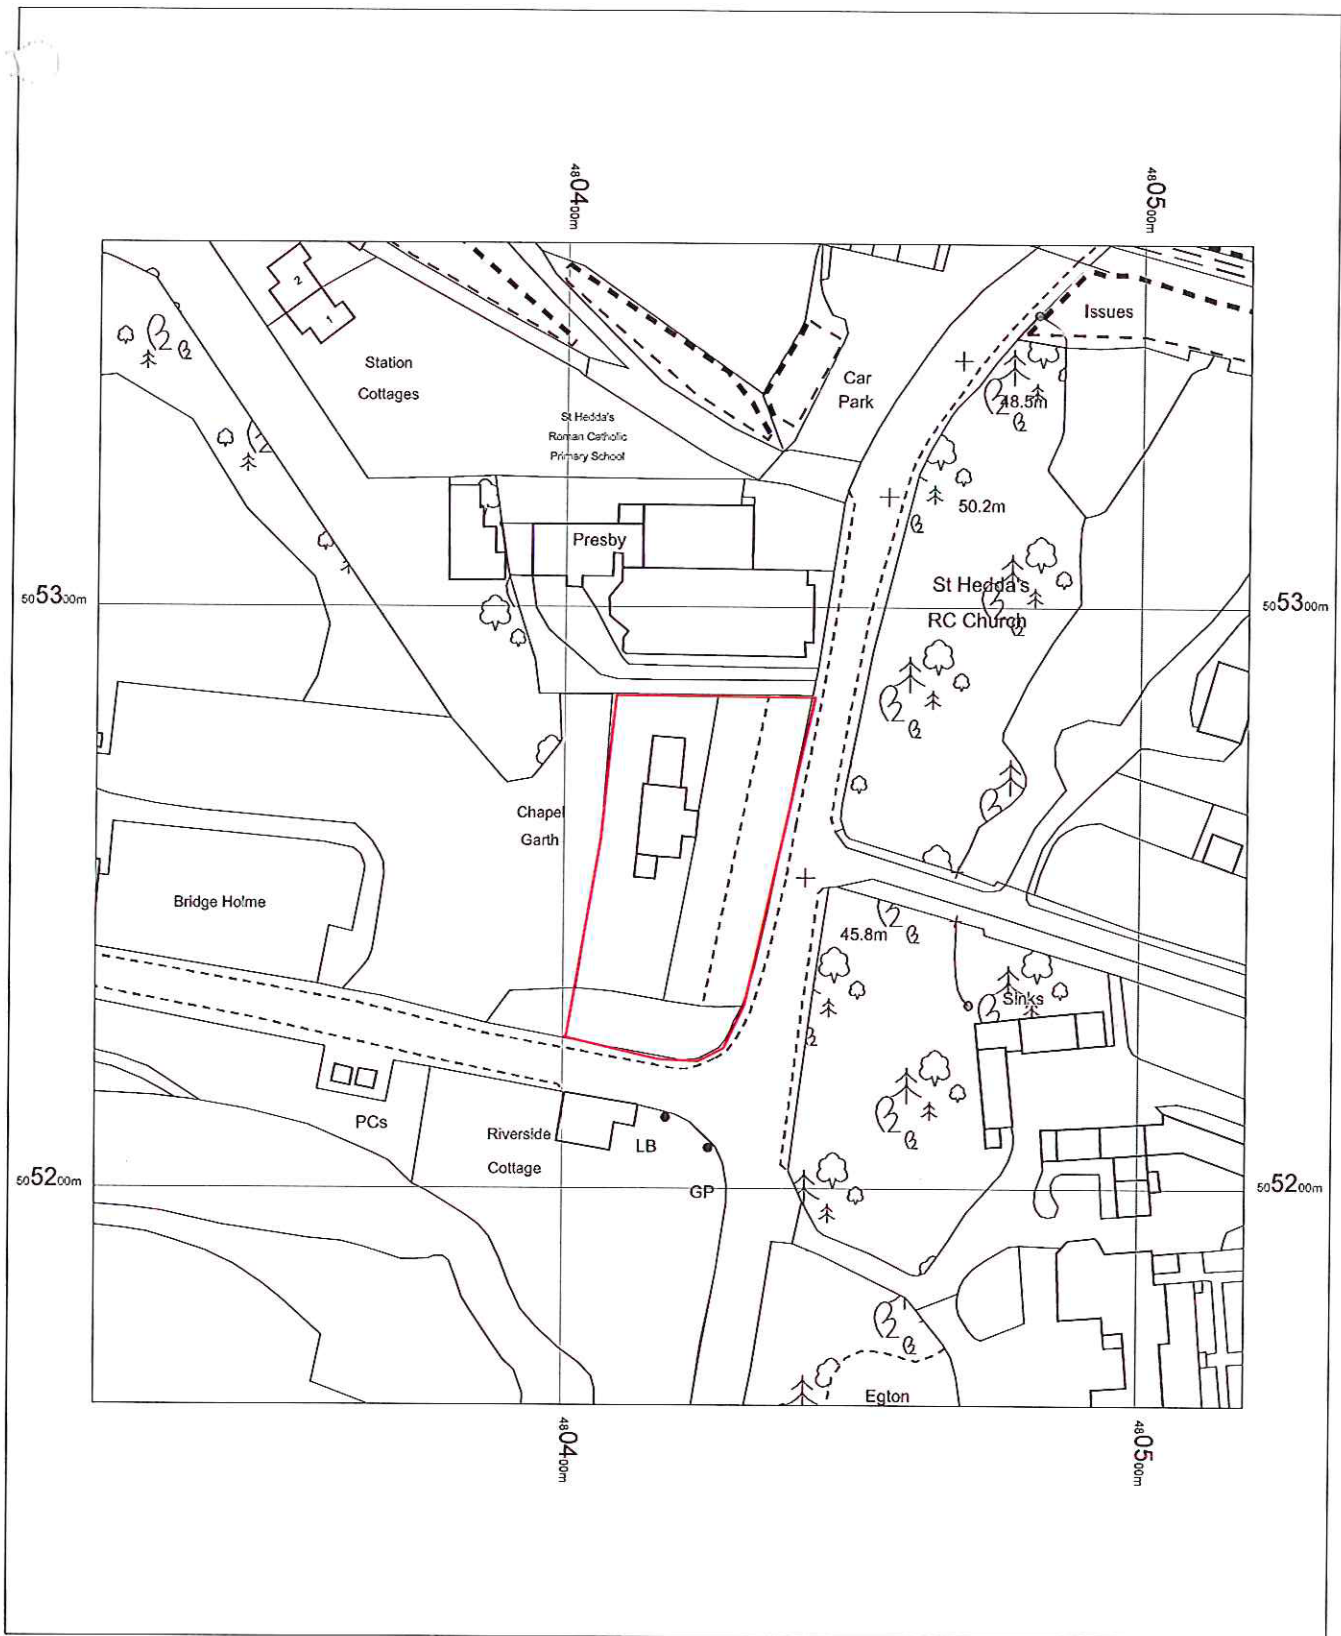 480400m
480500m
2
1
Issues
Station
Cottages
Car
Park
48.5m
St Hedda's
Roman Catholic
Primary School
50.2m
Presby
St Hedda's
RC Church
505300m
505300m
Chapel
Garth
Bridge Holme
45.8m
Sinks
PCs
Riverside
Cottage
LB
GP
505200m
505200m
Egton
480400m
480500m